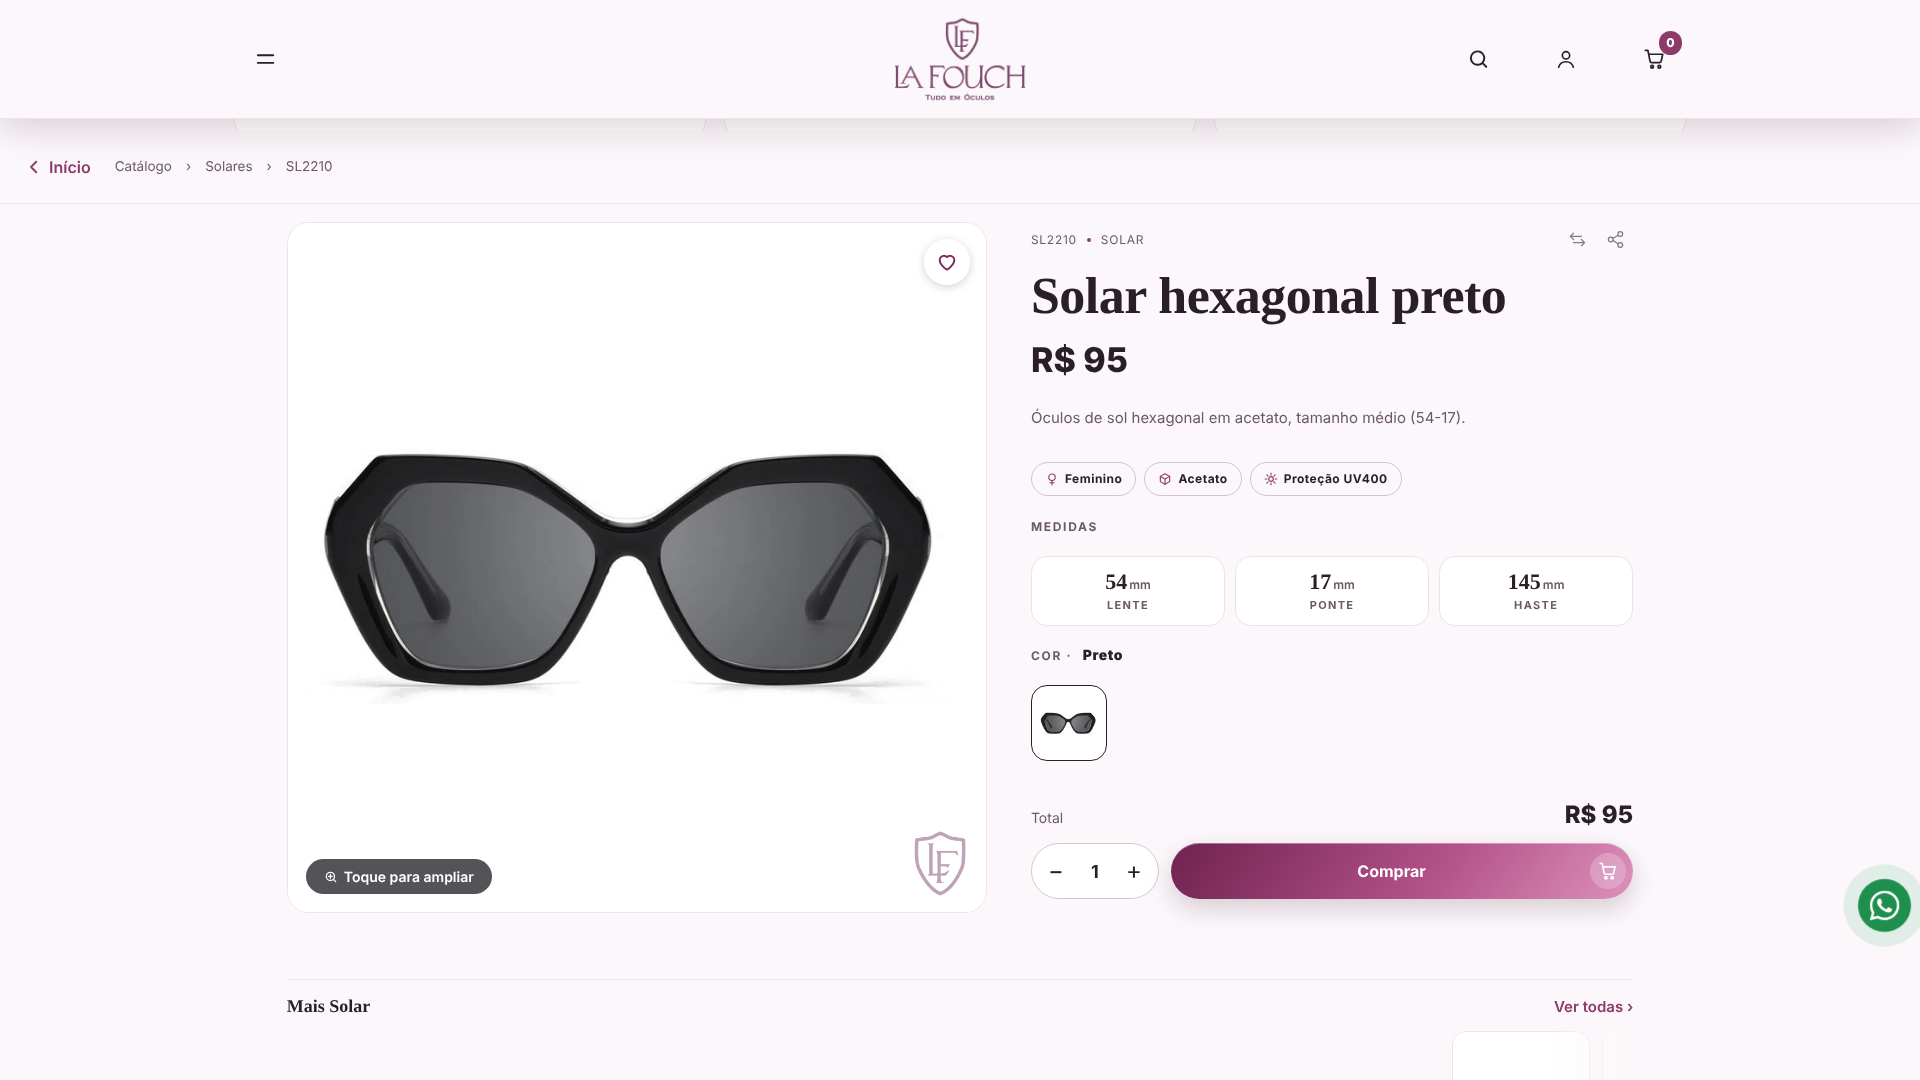 LF
LA FOUCH
TUDO EM ÓCULOS
0
Início
Catálogo › Solares › SL2210
SL2210 • SOLAR
Solar hexagonal preto
R$ 95
Óculos de sol hexagonal em acetato, tamanho médio (54-17).
Feminino
Acetato
Proteção UV400
MEDIDAS
54 mm
LENTE
17 mm
PONTE
145 mm
HASTE
COR · Preto
Total
R$ 95
− 1 +
Comprar
LF
Toque para ampliar
Mais Solar
Ver todas ›